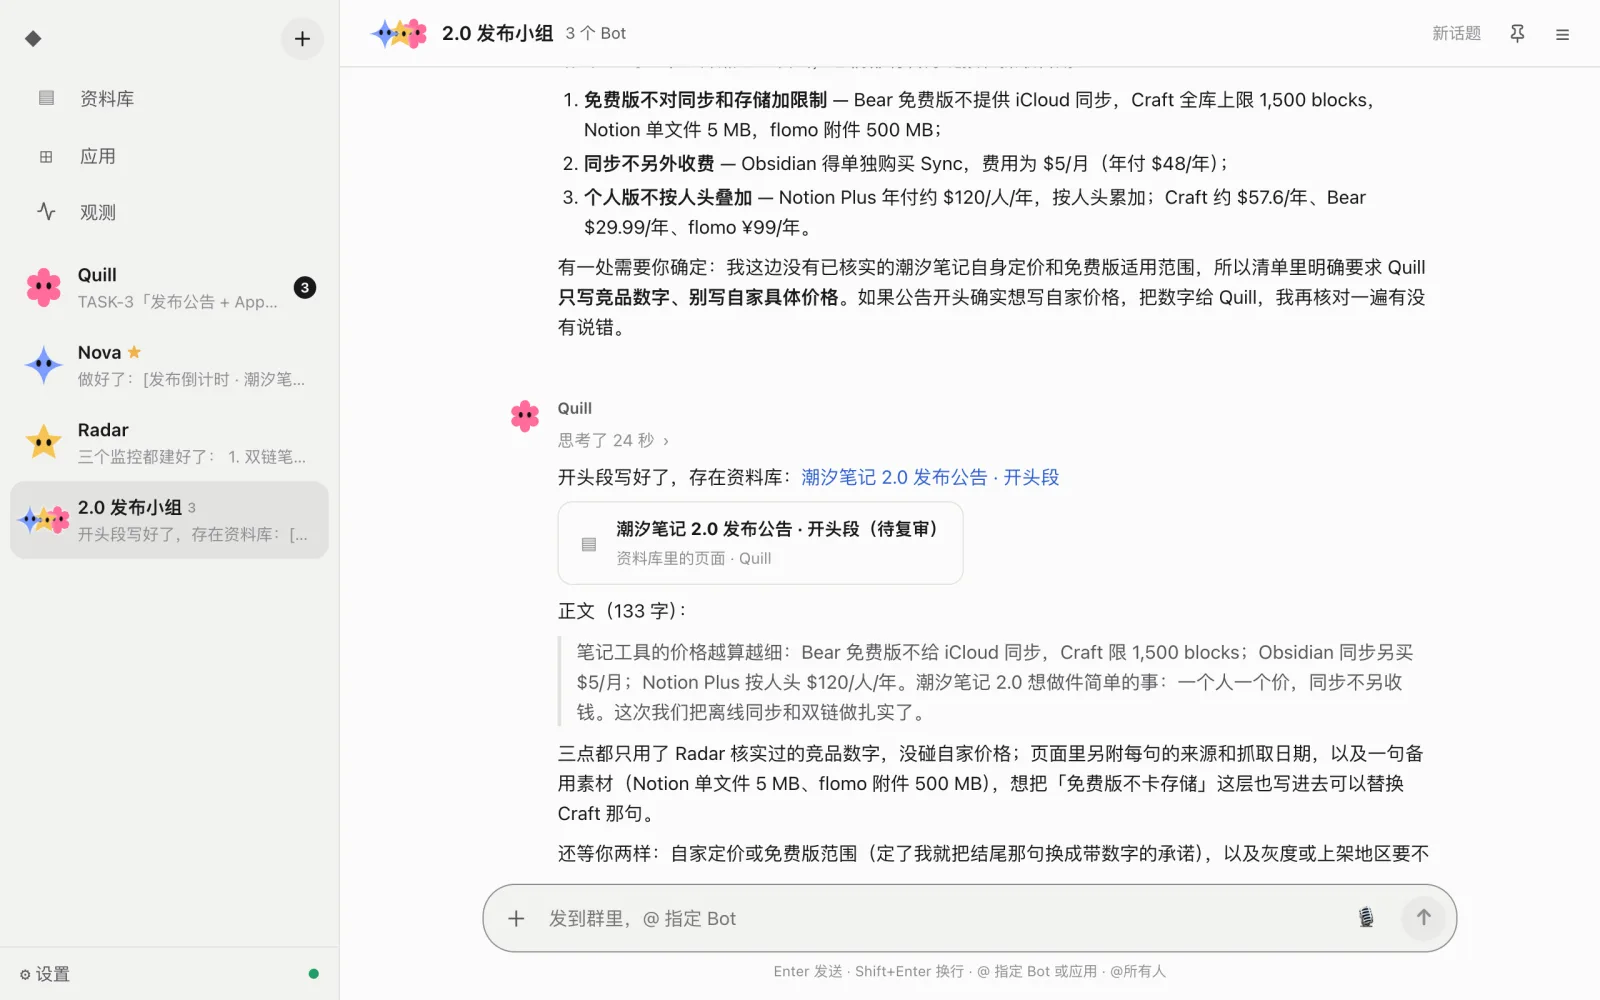 资料库
应用
观测
Quill
TASK-3「发布公告 + App...
3
Nova
做好了：[发布倒计时 · 潮汐笔...
Radar
三个监控都建好了： 1. 双链笔...
2.0 发布小组 3
开头段写好了，存在资料库：[...
设置
2.0 发布小组 3 个 Bot
新话题
1. 免费版不对同步和存储加限制 — Bear 免费版不提供 iCloud 同步，Craft 全库上限 1,500 blocks，
Notion 单文件 5 MB，flomo 附件 500 MB；
2. 同步不另外收费 — Obsidian 得单独购买 Sync，费用为 $5/月（年付 $48/年）；
3. 个人版不按人头叠加 — Notion Plus 年付约 $120/人/年，按人头累加；Craft 约 $57.6/年、Bear
$29.99/年、flomo ¥99/年。
有一处需要你确定：我这边没有已核实的潮汐笔记自身定价和免费版适用范围，所以清单里明确要求 Quill
只写竞品数字、别写自家具体价格。如果公告开头确实想写自家价格，把数字给 Quill，我再核对一遍有没
有说错。
Quill
思考了 24 秒 ›
开头段写好了，存在资料库：潮汐笔记 2.0 发布公告 · 开头段
潮汐笔记 2.0 发布公告 · 开头段（待复审）
资料库里的页面 · Quill
正文（133 字）：
笔记工具的价格越算越细：Bear 免费版不给 iCloud 同步，Craft 限 1,500 blocks；Obsidian 同步另买
$5/月；Notion Plus 按人头 $120/人/年。潮汐笔记 2.0 想做件简单的事：一个人一个价，同步不另收
钱。这次我们把离线同步和双链做扎实了。
三点都只用了 Radar 核实过的竞品数字，没碰自家价格；页面里另附每句的来源和抓取日期，以及一句备
用素材（Notion 单文件 5 MB、flomo 附件 500 MB），想把「免费版不卡存储」这层也写进去可以替换
Craft 那句。
还等你两样：自家定价或免费版范围（定了我就把结尾那句换成带数字的承诺），以及灰度或上架地区要不
发到群里，@ 指定 Bot
Enter 发送 · Shift+Enter 换行 · @ 指定 Bot 或应用 · @所有人